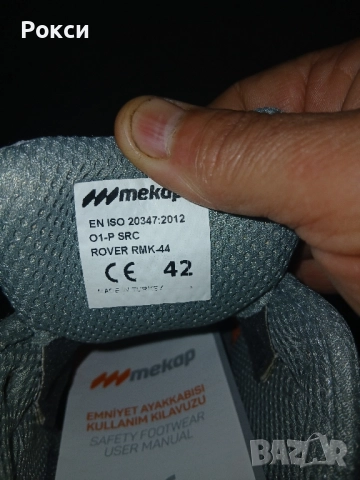 Рокси
mekap
EN ISO 20347:2012
O1-P SRC
ROVER RMK-44
CE 42
MADE IN TURKEY
mekap
EMNİYET AYAKKABISI
KULLANIM KILAVUZU
SAFETY FOOTWEAR
USER MANUAL
BAZAR